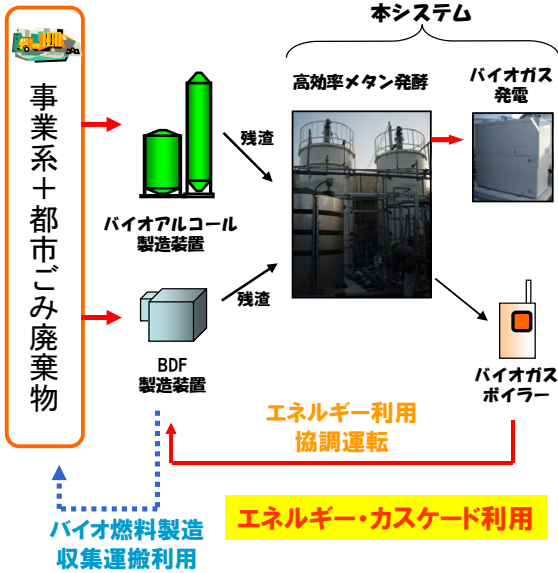 本システム
事業系＋都市ごみ廃棄物
高効率メタン発酵
バイオガス
発電
残渣
バイオアルコール
製造装置
残渣
BDF
製造装置
バイオガス
ボイラー
エネルギー利用
協調運転
バイオ燃料製造
収集運搬利用
エネルギー・カスケード利用